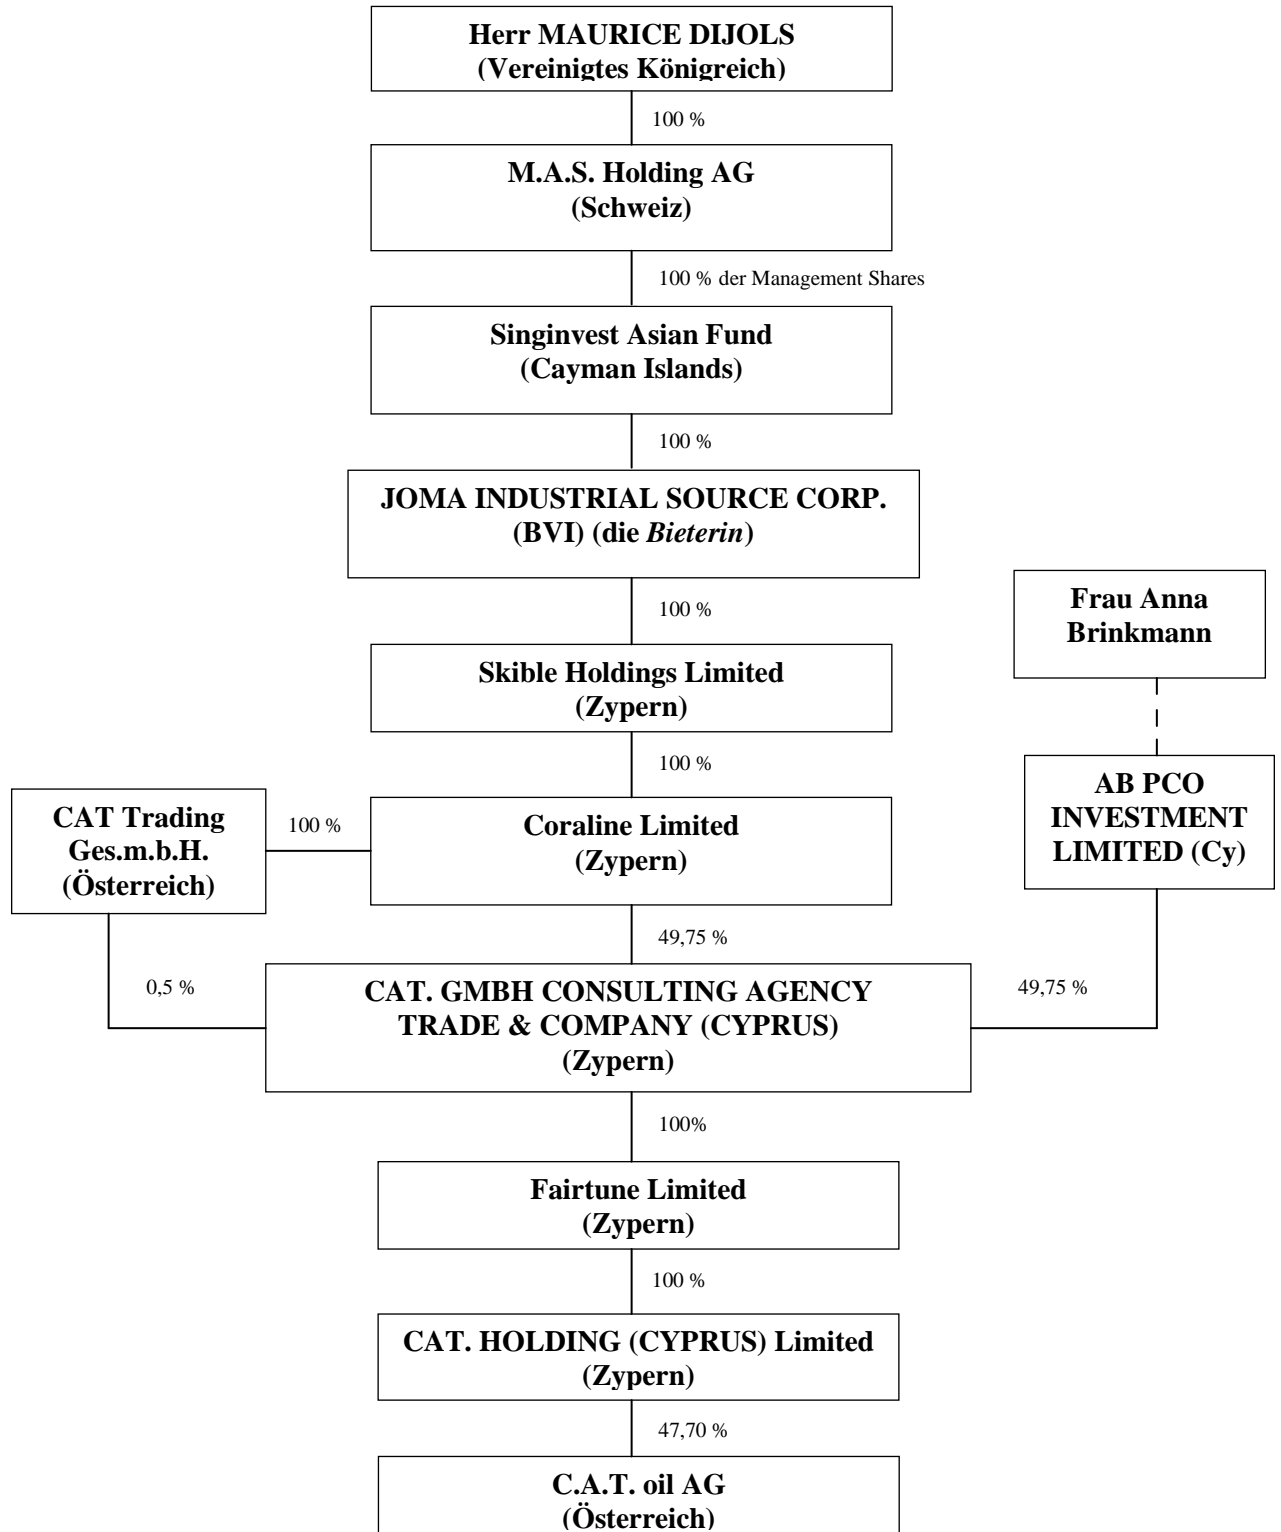 Herr MAURICE DIJOLS
(Vereinigtes Königreich)
100 %
M.A.S. Holding AG
(Schweiz)
100 % der Management Shares
Singinvest Asian Fund
(Cayman Islands)
100 %
JOMA INDUSTRIAL SOURCE CORP.
(BVI) (die Bieterin)
100 %
Frau Anna
Brinkmann
Skible Holdings Limited
(Zypern)
100 %
AB PCO
INVESTMENT
LIMITED (Cy)
CAT Trading
Ges.m.b.H.
(Österreich)
100 %
Coraline Limited
(Zypern)
49,75 %
0,5 %
CAT. GMBH CONSULTING AGENCY
TRADE & COMPANY (CYPRUS)
(Zypern)
49,75 %
100%
Fairtune Limited
(Zypern)
100 %
CAT. HOLDING (CYPRUS) Limited
(Zypern)
47,70 %
C.A.T. oil AG
(Österreich)